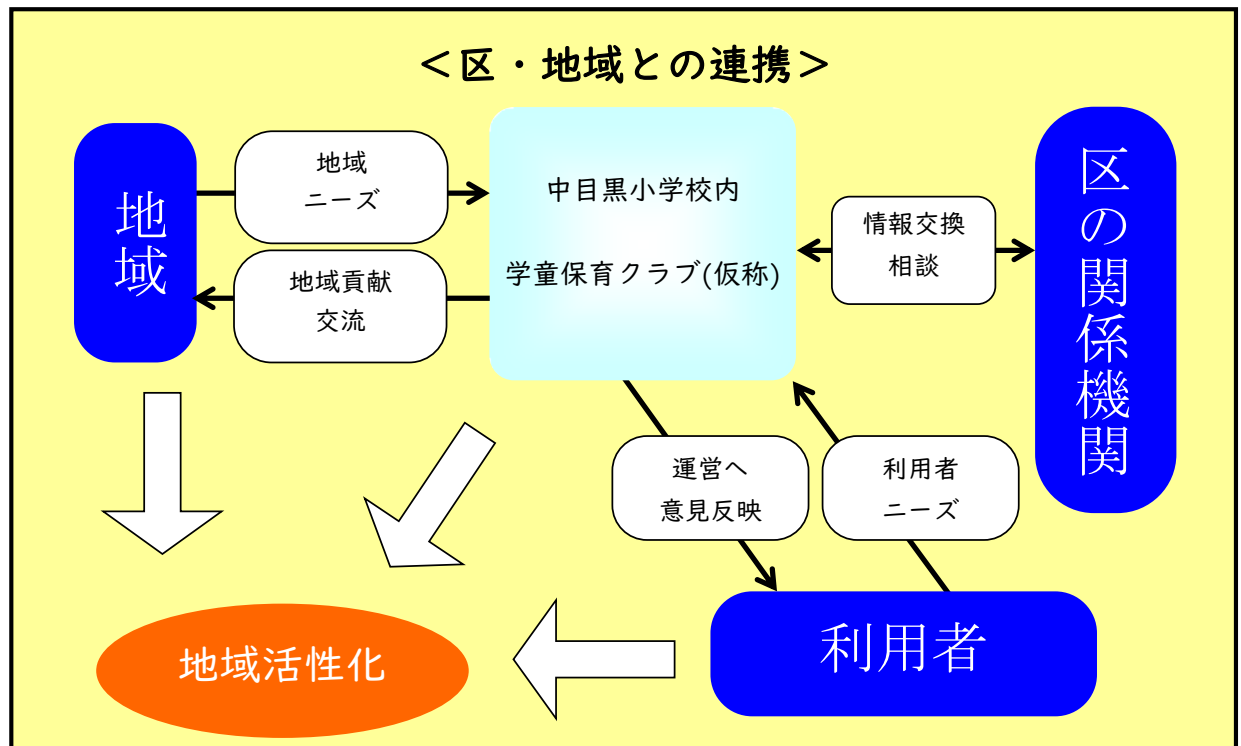 ＜区・地域との連携＞
地域
地域
ニーズ
地域貢献
交流
中目黒小学校内
学童保育クラブ(仮称)
情報交換
相談
区の関係機関
運営へ
意見反映
利用者
ニーズ
利用者
地域活性化